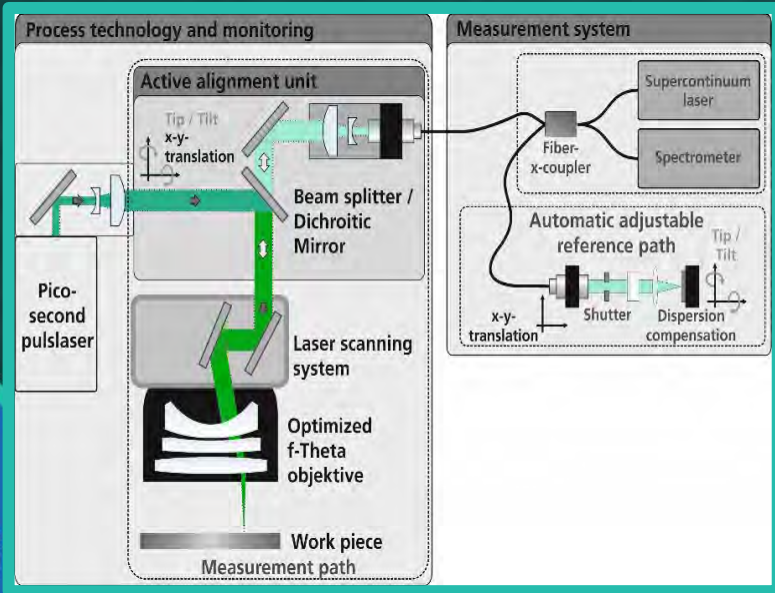 Process technology and monitoring
Active alignment unit
Tip / Tilt
x-y-
translation
Beam splitter /
Dichroitic
Mirror
Pico-
second
pulslaser
Laser scanning
system
Optimized
f-Theta
objektive
Work piece
Measurement path
Measurement system
Supercontinuum
laser
Fiber-
x-coupler
Spectrometer
Automatic adjustable
reference path
Tip /
Tilt
x-y-
translation
Shutter
Dispersion
compensation